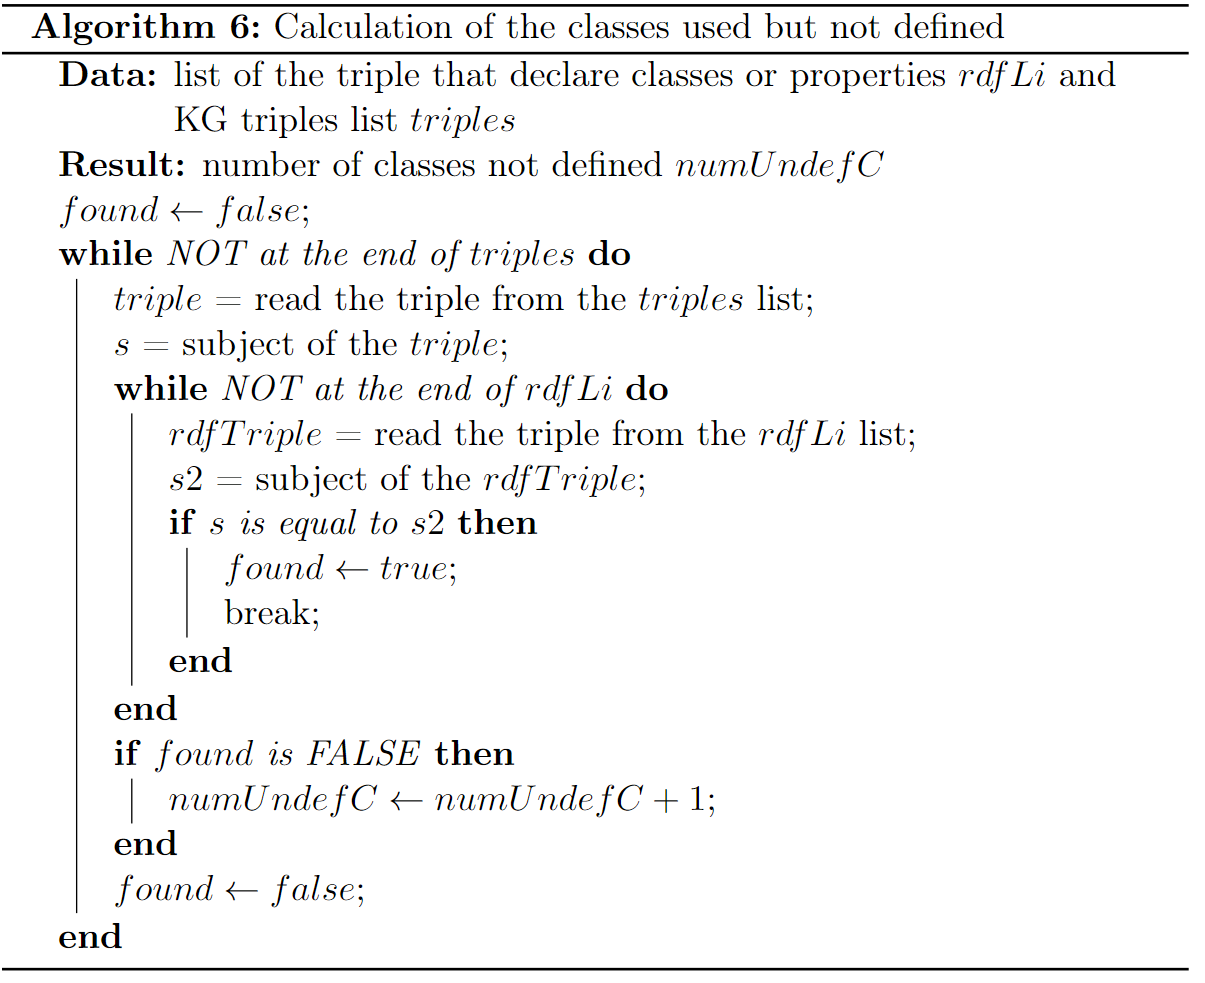 Algorithm 6: Calculation of the classes used but not defined
Data: list of the triple that declare classes or properties rdfLi and
KG triples list triples
Result: number of classes not defined numUndefC
found ← false;
while NOT at the end of triples do
triple = read the triple from the triples list;
s = subject of the triple;
while NOT at the end of rdfLi do
rdfTriple = read the triple from the rdfLi list;
s2 = subject of the rdfTriple;
if s is equal to s2 then
found ← true;
break;
end
end
if found is FALSE then
numUndefC ← numUndefC + 1;
end
found ← false;
end